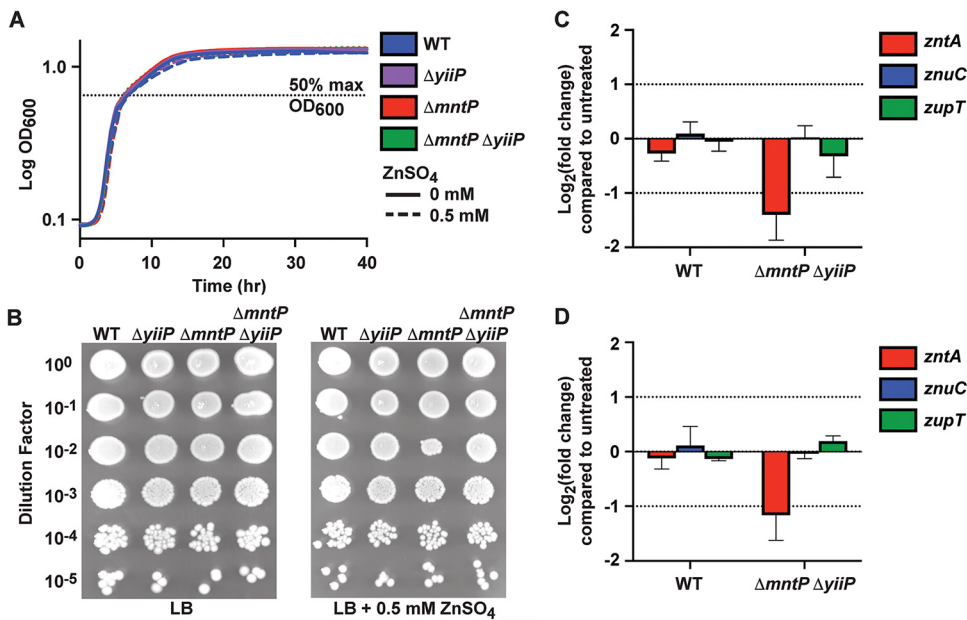 A
Log OD600
1.0
0.1
50% max
OD600
0 10 20 30 40
Time (hr)
WT
ΔyiiP
ΔmntP
ΔmntP ΔyiiP
ZnSO4
0 mM
0.5 mM
B
Dilution Factor
WT ΔyiiP ΔmntP ΔmntP ΔyiiP
10^0
10^-1
10^-2
10^-3
10^-4
10^-5
LB
WT ΔyiiP ΔmntP ΔmntP ΔyiiP
LB + 0.5 mM ZnSO4
C
Log2(fold change)
compared to untreated
2
1
0
-1
-2
WT ΔmntP ΔyiiP
zntA
znuC
zupT
D
Log2(fold change)
compared to untreated
2
1
0
-1
-2
WT ΔmntP ΔyiiP
zntA
znuC
zupT